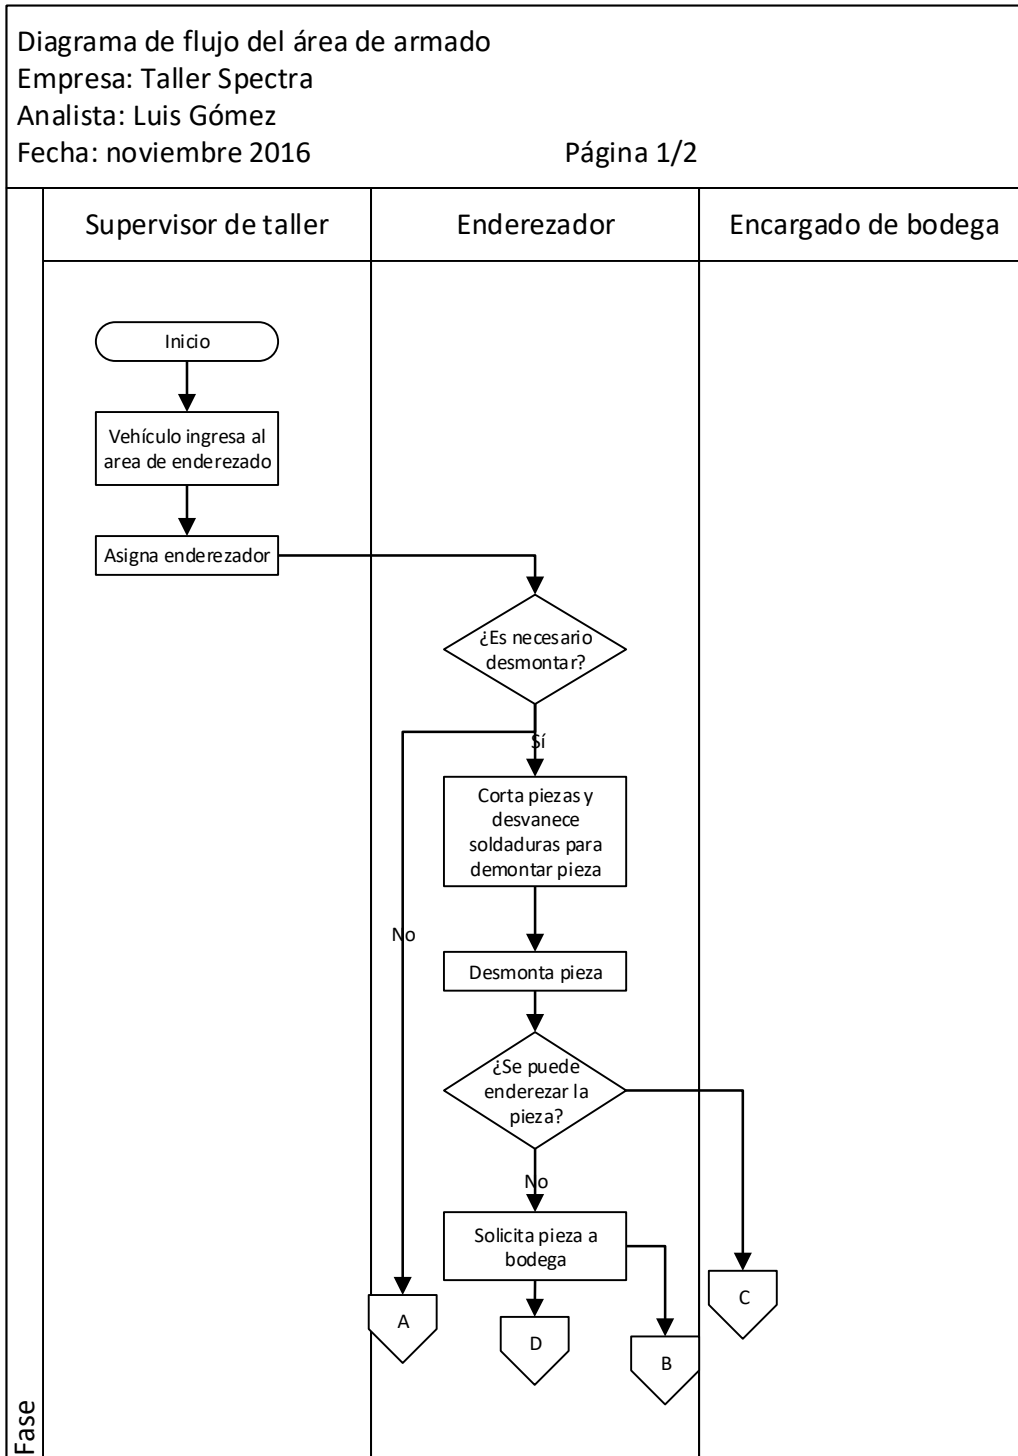 Diagrama de flujo del área de armado
Empresa: Taller Spectra
Analista: Luis Gómez
Fecha: noviembre 2016 Página 1/2
Supervisor de taller Enderezador Encargado de bodega
Inicio
Vehículo ingresa al
area de enderezado
Asigna enderezador
¿Es necesario
desmontar?
Sí
Corta piezas y
desvanece
soldaduras para
demontar pieza
No
Desmonta pieza
¿Se puede
enderezar la
pieza?
No
Solicita pieza a
bodega
A
D
B
C
Fase